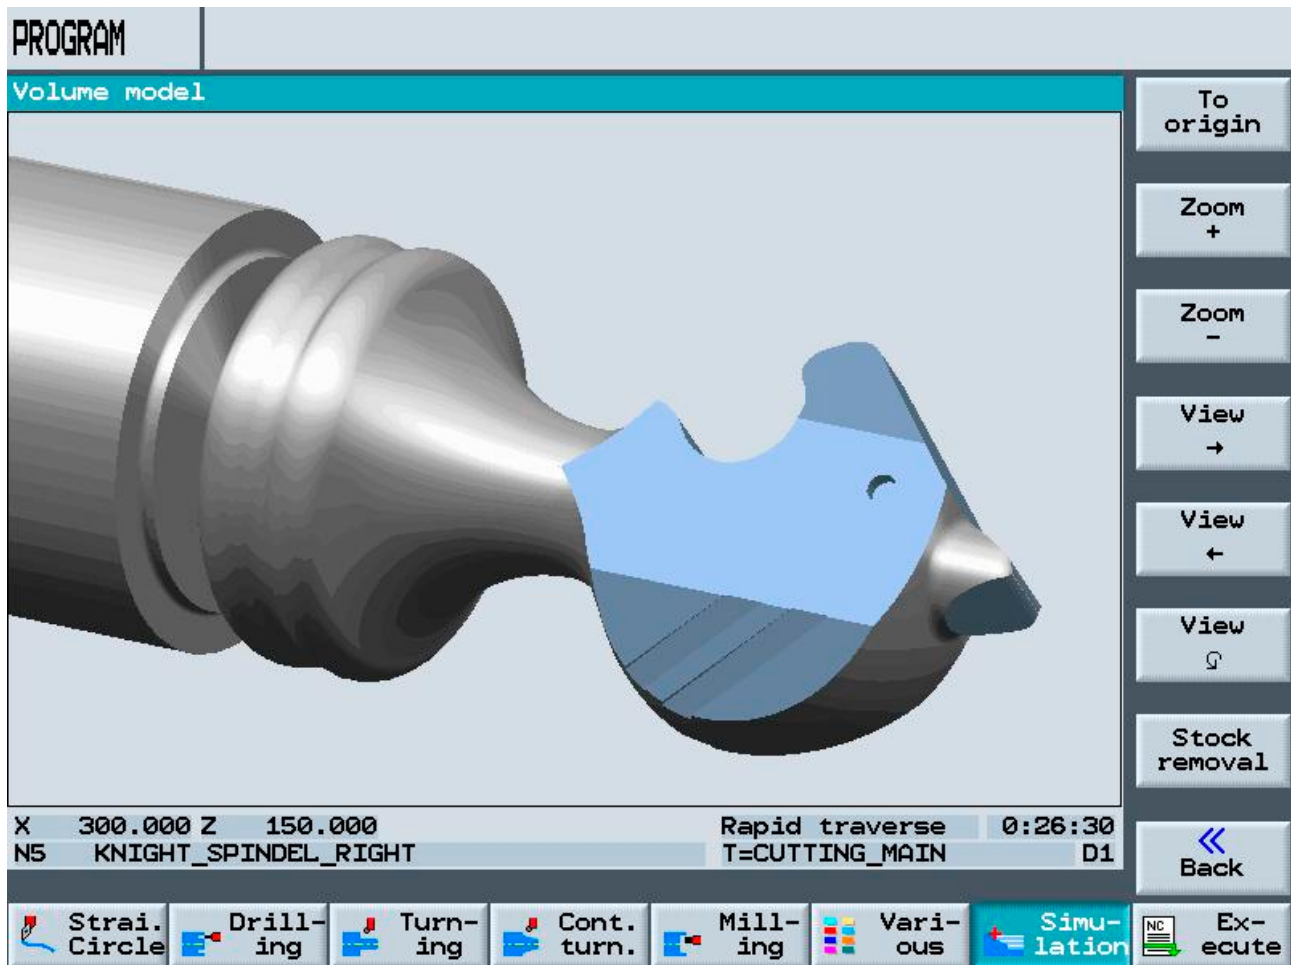 PROGRAM
Volume model
To
origin
Zoom
+
Zoom
-
View
→
View
←
View
Stock
removal
X 300.000 Z 150.000 Rapid traverse 0:26:30
N5 KNIGHT_SPINDEL_RIGHT T=CUTTING_MAIN D1
Back
Strai.
Circle
Drill-
ing
Turn-
ing
Cont.
turn.
Mill-
ing
Vari-
ous
Simu-
lation
NC
Ex-
ecute